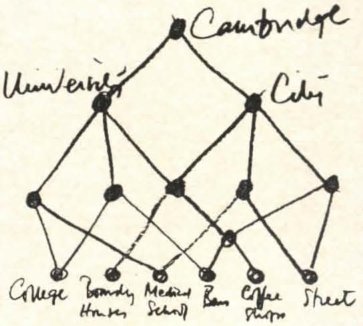 Cambridge
University
City
College Boarding Medical Bars Coffee Street
Houses School Shops